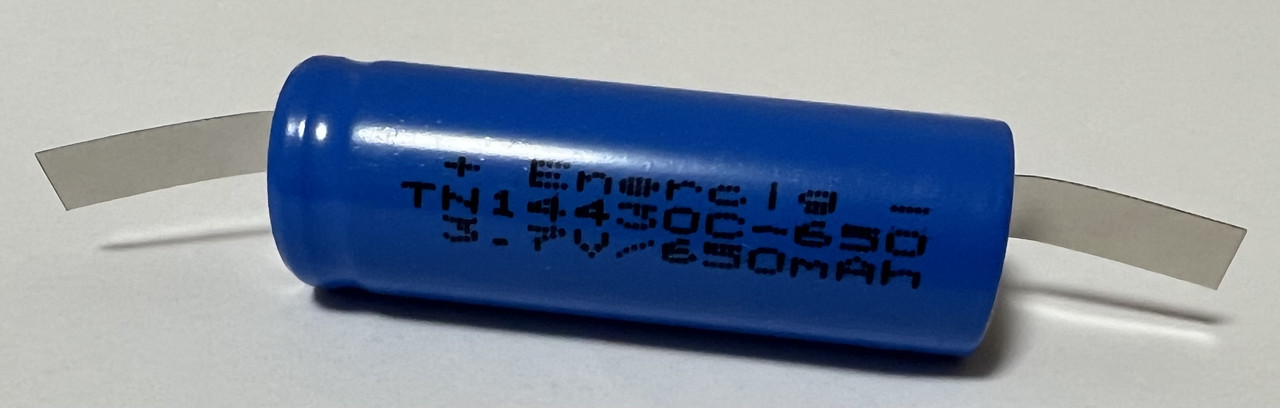 + Enercig -
TN14430C-650
3.7V/650mAh